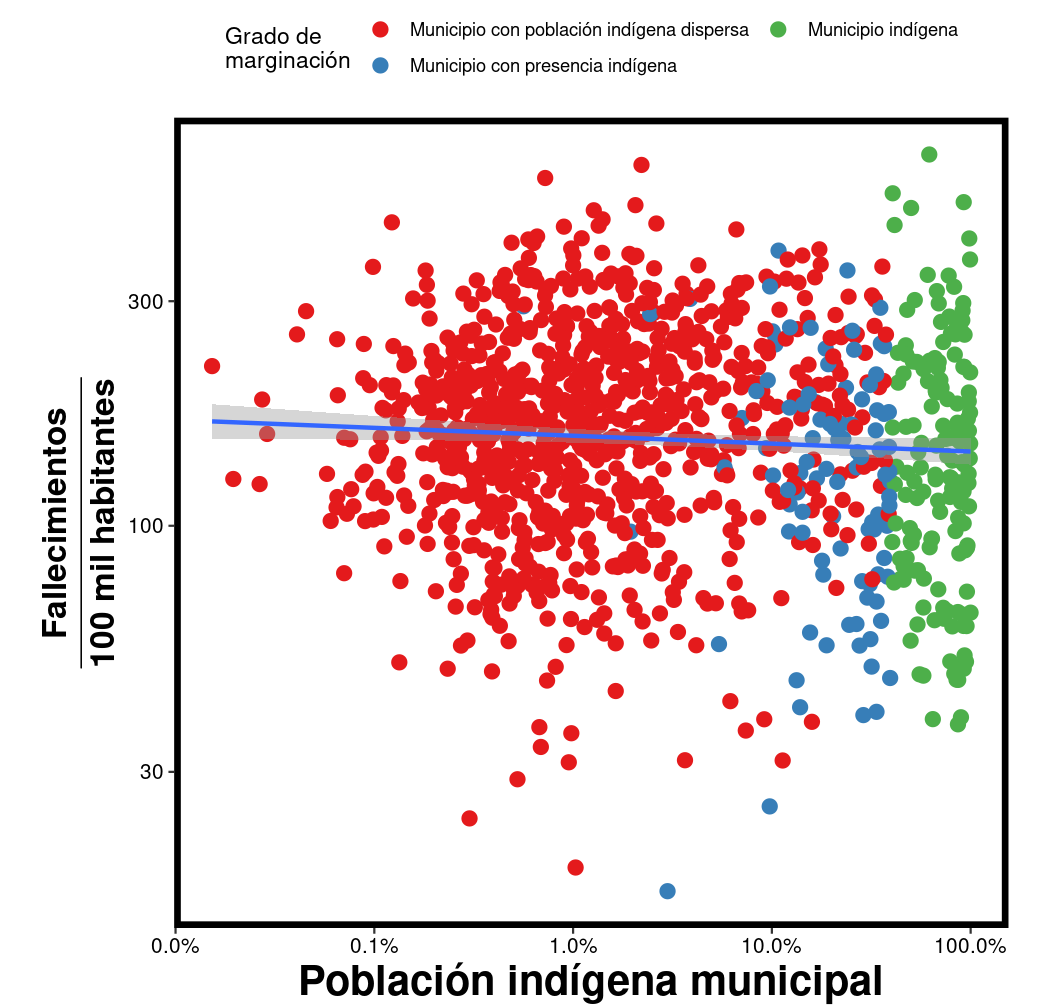 Grado de
marginación
Municipio con población indígena dispersa
Municipio indígena
Municipio con presencia indígena
Fallecimientos
100 mil habitantes
300
100
30
0.0%
0.1%
1.0%
10.0%
100.0%
Población indígena municipal